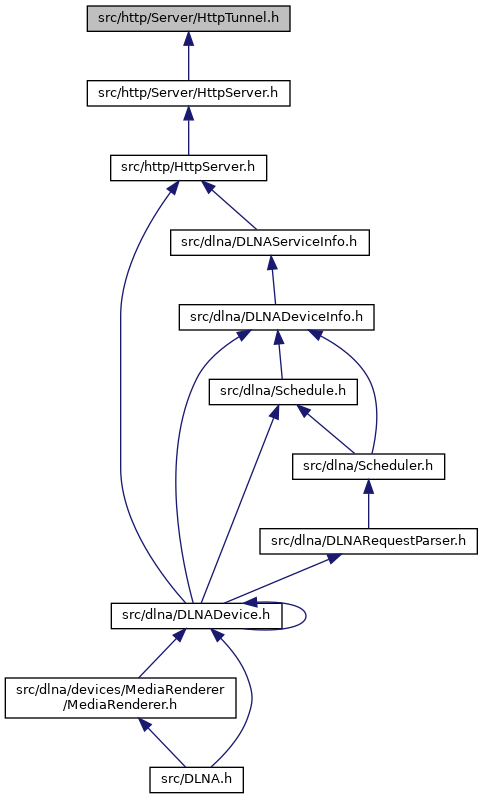 src/http/Server/HttpTunnel.h
src/http/Server/HttpServer.h
src/http/HttpServer.h
src/dlna/DLNAServiceInfo.h
src/dlna/DLNADeviceInfo.h
src/dlna/Schedule.h
src/dlna/Scheduler.h
src/dlna/DLNARequestParser.h
src/dlna/DLNADevice.h
src/dlna/devices/MediaRenderer
/MediaRenderer.h
src/DLNA.h